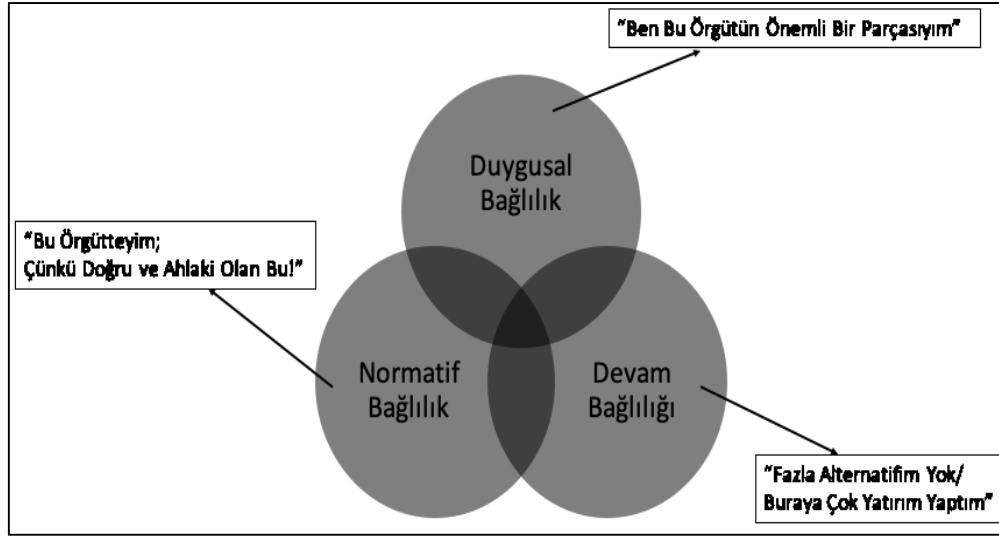 “Ben Bu Örgütün Önemli Bir Parçasıyım”
Duygusal
Bağlılık
“Bu Örgütteyim;
Çünkü Doğru ve Ahlaki Olan Bu!”
Normatif
Bağlılık
Devam
Bağlılığı
“Fazla Alternatifim Yok/
Buraya Çok Yatırım Yaptım”